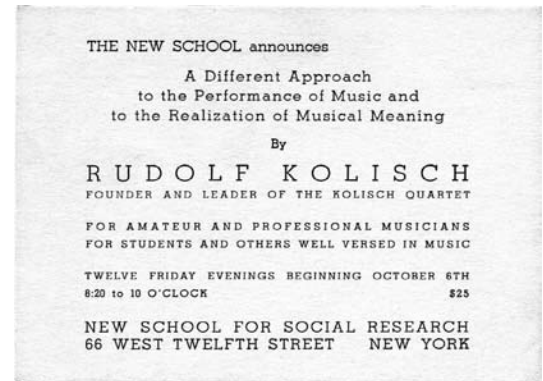 THE NEW SCHOOL announces
A Different Approach
to the Performance of Music and
to the Realization of Musical Meaning
By
RUDOLF KOLISCH
FOUNDER AND LEADER OF THE KOLISCH QUARTET
FOR AMATEUR AND PROFESSIONAL MUSICIANS
FOR STUDENTS AND OTHERS WELL VERSED IN MUSIC
TWELVE FRIDAY EVENINGS BEGINNING OCTOBER 6TH
8:20 to 10 O'CLOCK $25
NEW SCHOOL FOR SOCIAL RESEARCH
66 WEST TWELFTH STREET NEW YORK